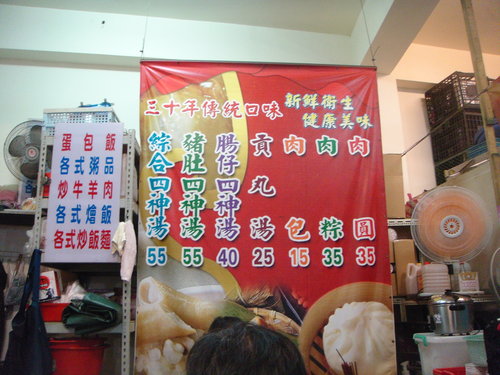 蛋包飯
各式粥品
炒牛羊肉
各式燴飯
各式炒飯麵
三十年傳統口味
新鮮衛生
健康美味
綜合四神湯 55
豬肚四神湯 55
腸仔四神湯 40
貢丸湯 25
肉包 15
肉粽 35
肉圓 35